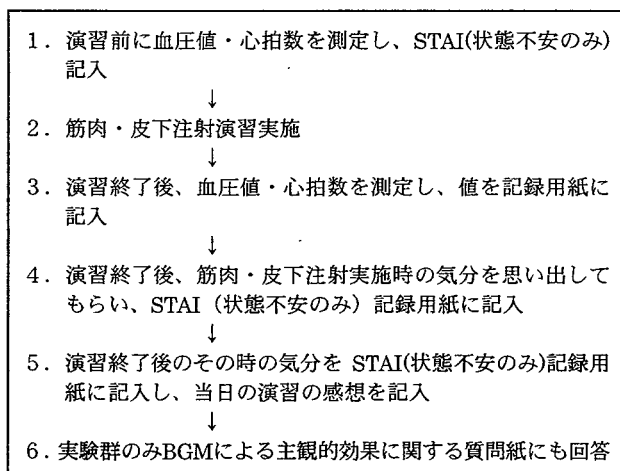 1．演習前に血圧値・心拍数を測定し、STAI(状態不安のみ)
記入
↓
2．筋肉・皮下注射演習実施
↓
3．演習終了後、血圧値・心拍数を測定し、値を記録用紙に
記入
↓
4．演習終了後、筋肉・皮下注射実施時の気分を思い出して
もらい、STAI（状態不安のみ）記録用紙に記入
↓
5．演習終了後のその時の気分を STAI(状態不安のみ)記録用
紙に記入し、当日の演習の感想を記入
↓
6．実験群のみBGMによる主観的効果に関する質問紙にも回答